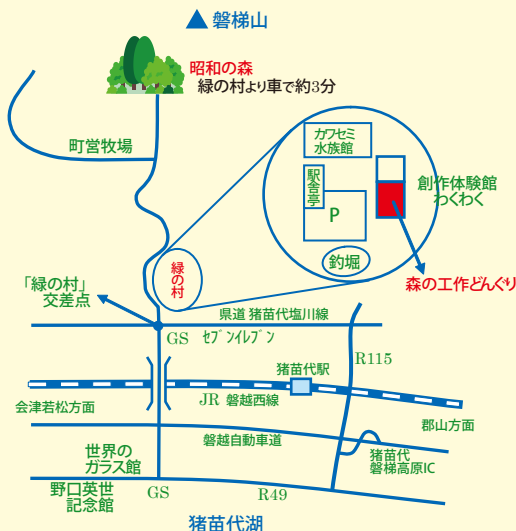 磐梯山
昭和の森
緑の村より車で約3分
町営牧場
カワセミ
水族館
駅舎亭
P
創作体験館
わくわく
釣堀
緑の村
森の工作どんぐり
「緑の村」
交差点
県道 猪苗代塩川線
GS セブンイレブン
R115
猪苗代駅
会津若松方面
JR 磐越西線
郡山方面
磐越自動車道
世界の
ガラス館
猪苗代
磐梯高原IC
野口英世
記念館
GS
R49
猪苗代湖